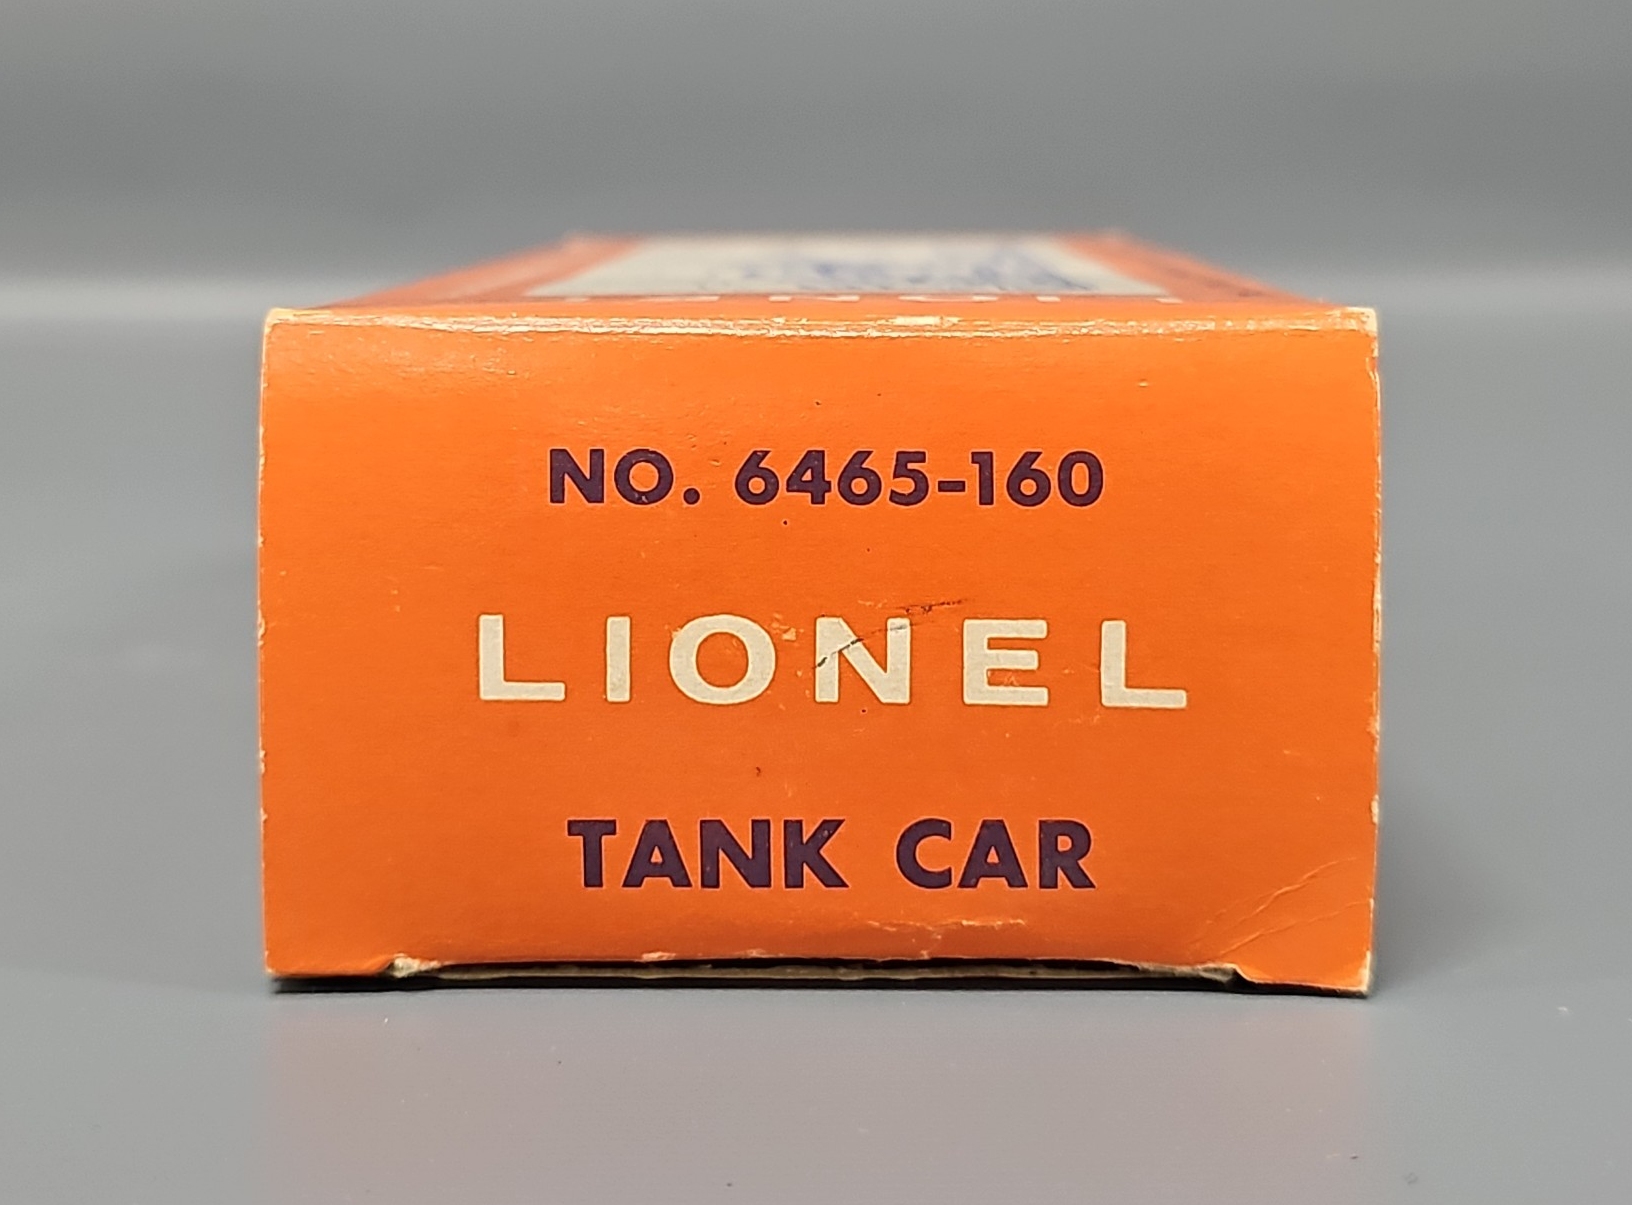 NO. 6465-160
LIONEL
TANK CAR